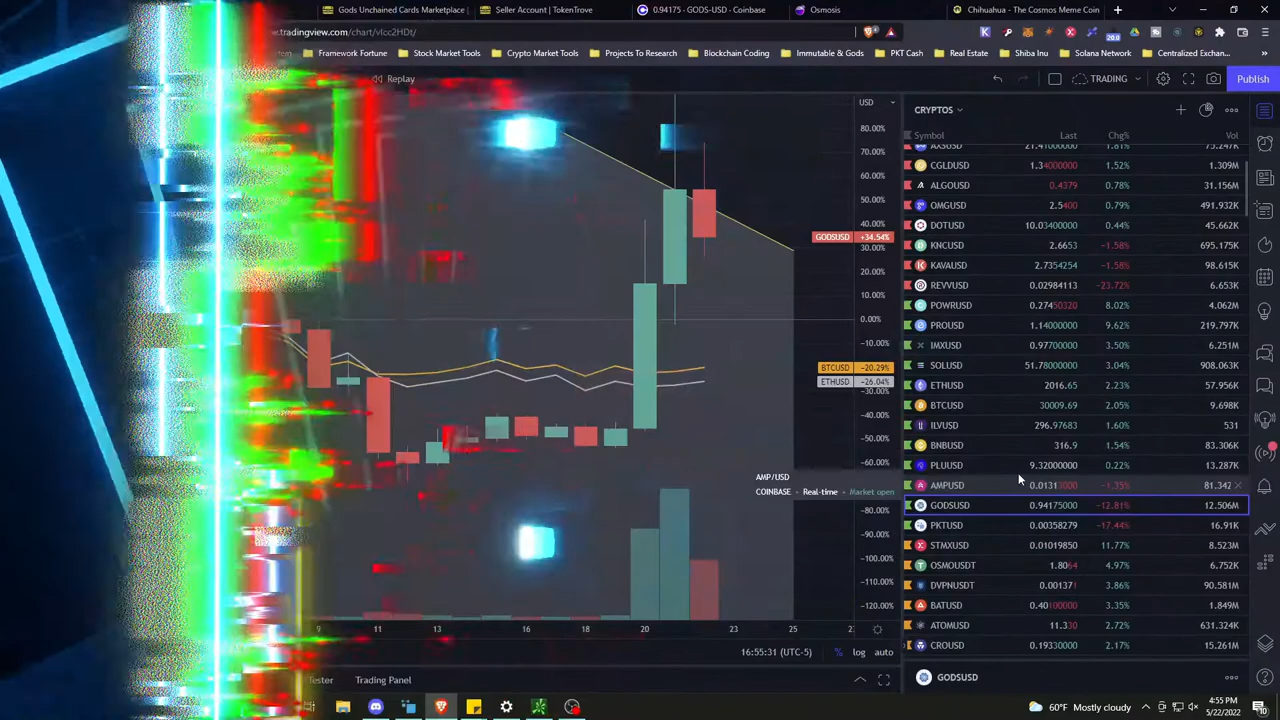 Gods Unchained Cards Marketplace
Seller Account | TokenTrove
0.94175 - GODS-USD - Coinbase
Osmosis
Chihuahua - The Cosmos Meme Coin
.tradingview.com/chart/vlcc2HDt/
Framework Fortune
Stock Market Tools
Crypto Market Tools
Projects To Research
Blockchain Coding
Immutable & Gods
PKT Cash
Real Estate
Shiba Inu
Solana Network
Centralized Exchan...
Replay
TRADING
Publish
USD
80.00%
70.00%
60.00%
50.00%
40.00%
GODSUSD +34.54%
30.00%
20.00%
10.00%
0.00%
-10.00%
BTCUSD -20.29%
ETHUSD -26.04%
-30.00%
-40.00%
-50.00%
-60.00%
AMP/USD
COINBASE • Real-time • Market open
-80.00%
-90.00%
-100.00%
-110.00%
-120.00%
9 11 13 16 18 20 23 25
16:55:31 (UTC-5) % log auto
Trading Panel
CRYPTOS
Symbol Last Chg% Vol
AXSUSD 21.41000000 1.81% 75.247K
CGLDUSD 1.34000000 1.52% 1.309M
ALGOUSD 0.4379 0.78% 31.156M
OMGUSD 2.5400 0.79% 491.932K
DOTUSD 10.03400000 0.44% 45.662K
KNCUSD 2.6653 -1.58% 695.175K
KAVAUSD 2.7354254 -1.58% 98.615K
REVVUSD 0.02984113 -23.72% 6.653K
POWRUSD 0.27450320 8.02% 4.062M
PROUSD 1.14000000 9.62% 219.797K
IMXUSD 0.97700000 3.50% 6.251M
SOLUSD 51.78000000 3.04% 908.063K
ETHUSD 2016.65 2.23% 57.956K
BTCUSD 30009.69 2.05% 9.698K
ILVUSD 296.97683 1.60% 531
BNBUSD 316.9 1.54% 83.306K
PLUUSD 9.32000000 0.22% 13.287K
AMPUSD 0.01313000 -1.35% 81.342
GODSUSD 0.94175000 -12.81% 12.506M
PKTUSD 0.00358279 -17.44% 16.91K
STMXUSD 0.01019850 11.77% 8.523M
OSMOUSDT 1.8064 4.97% 6.752K
DVPNUSDT 0.00137 3.86% 90.581M
BATUSD 0.40100000 3.35% 1.849M
ATOMUSD 11.330 2.72% 631.324K
CROUSD 0.19330000 2.17% 15.261M
GODSUSD
60°F Mostly cloudy
4:55 PM
5/22/2022